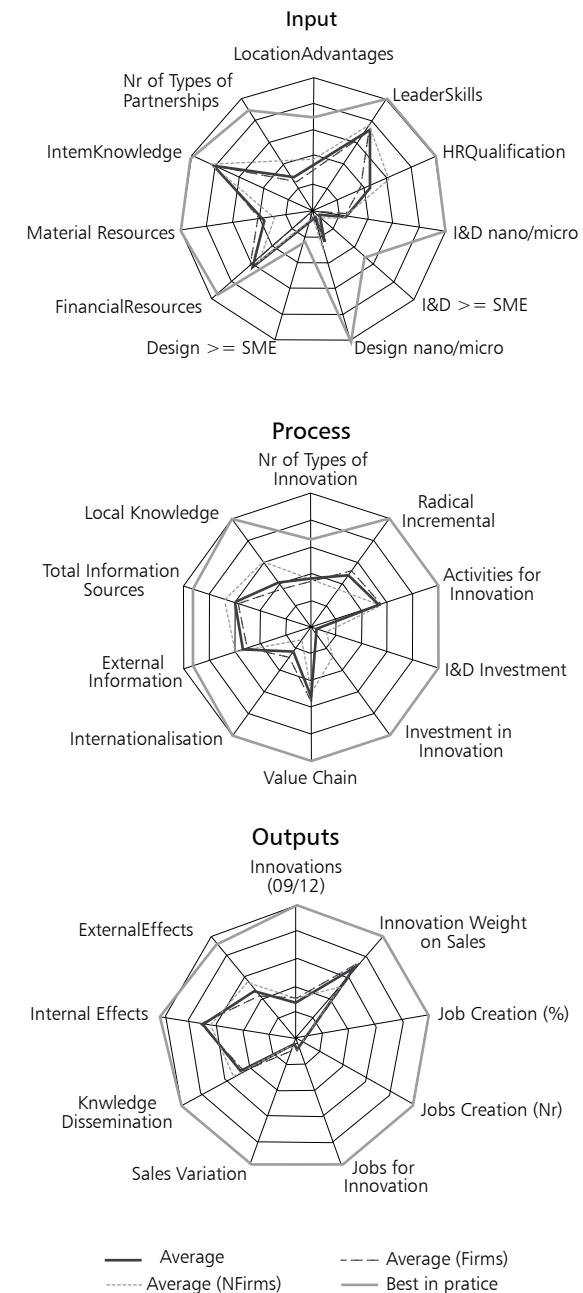 Input
LocationAdvantages
Nr of Types of
Partnerships
LeaderSkills
IntemKnowledge
HRQualification
Material Resources
I&D nano/micro
FinancialResources
I&D >= SME
Design >= SME
Design nano/micro
Process
Nr of Types of
Innovation
Local Knowledge
Radical
Incremental
Total Information
Sources
Activities for
Innovation
External
Information
I&D Investment
Internationalisation
Investment in
Innovation
Value Chain
Outputs
Innovations
(09/12)
ExternalEffects
Innovation Weight
on Sales
Internal Effects
Job Creation (%)
Knwledge
Dissemination
Jobs Creation (Nr)
Sales Variation
Jobs for
Innovation
Average
Average (Firms)
Average (NFirms)
Best in pratice